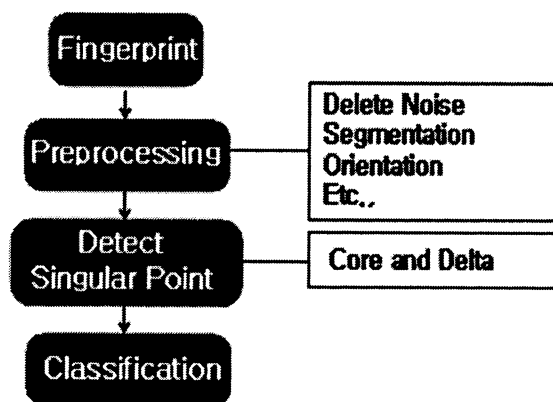 Fingerprint
Preprocessing
Delete Noise
Segmentation
Orientation
Etc..
Detect
Singular Point
Core and Delta
Classification